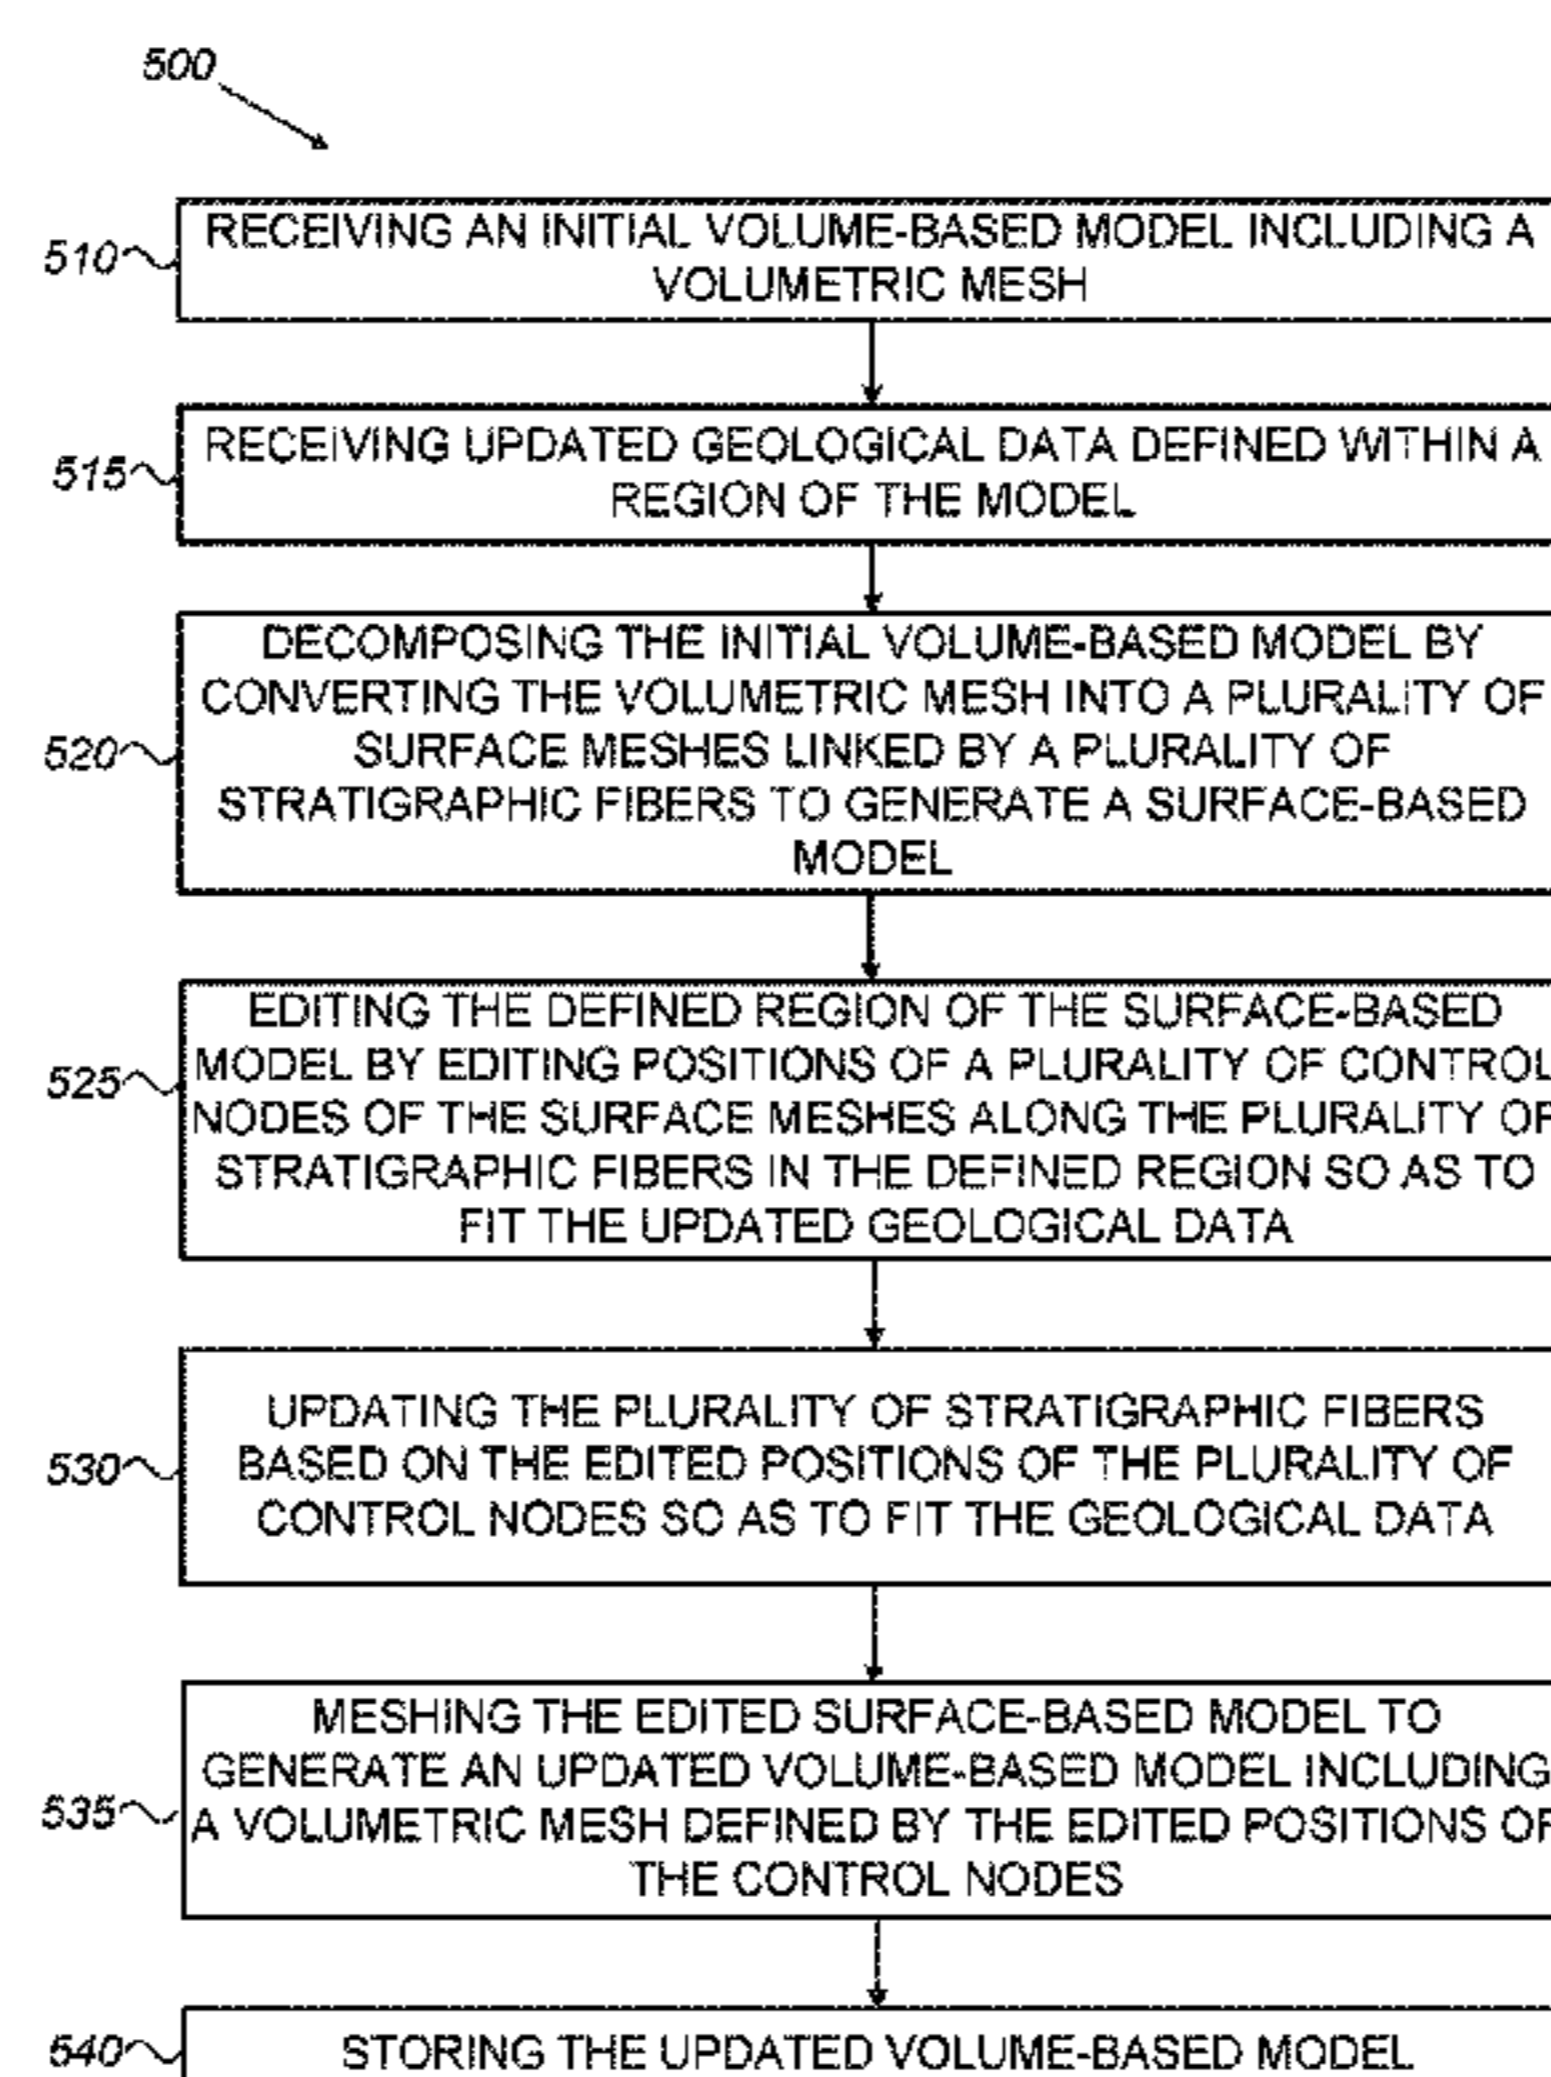 500
510
RECEIVING AN INITIAL VOLUME-BASED MODEL INCLUDING A
VOLUMETRIC MESH
515
RECEIVING UPDATED GEOLOGICAL DATA DEFINED WITHIN A
REGION OF THE MODEL
520
DECOMPOSING THE INITIAL VOLUME-BASED MODEL BY
CONVERTING THE VOLUMETRIC MESH INTO A PLURALITY OF
SURFACE MESHES LINKED BY A PLURALITY OF
STRATIGRAPHIC FIBERS TO GENERATE A SURFACE-BASED
MODEL
525
EDITING THE DEFINED REGION OF THE SURFACE-BASED
MODEL BY EDITING POSITIONS OF A PLURALITY OF CONTROL
NODES OF THE SURFACE MESHES ALONG THE PLURALITY OF
STRATIGRAPHIC FIBERS IN THE DEFINED REGION SO AS TO
FIT THE UPDATED GEOLOGICAL DATA
530
UPDATING THE PLURALITY OF STRATIGRAPHIC FIBERS
BASED ON THE EDITED POSITIONS OF THE PLURALITY OF
CONTROL NODES SO AS TO FIT THE GEOLOGICAL DATA
535
MESHING THE EDITED SURFACE-BASED MODEL TO
GENERATE AN UPDATED VOLUME-BASED MODEL INCLUDING
A VOLUMETRIC MESH DEFINED BY THE EDITED POSITIONS OF
THE CONTROL NODES
540
STORING THE UPDATED VOLUME-BASED MODEL